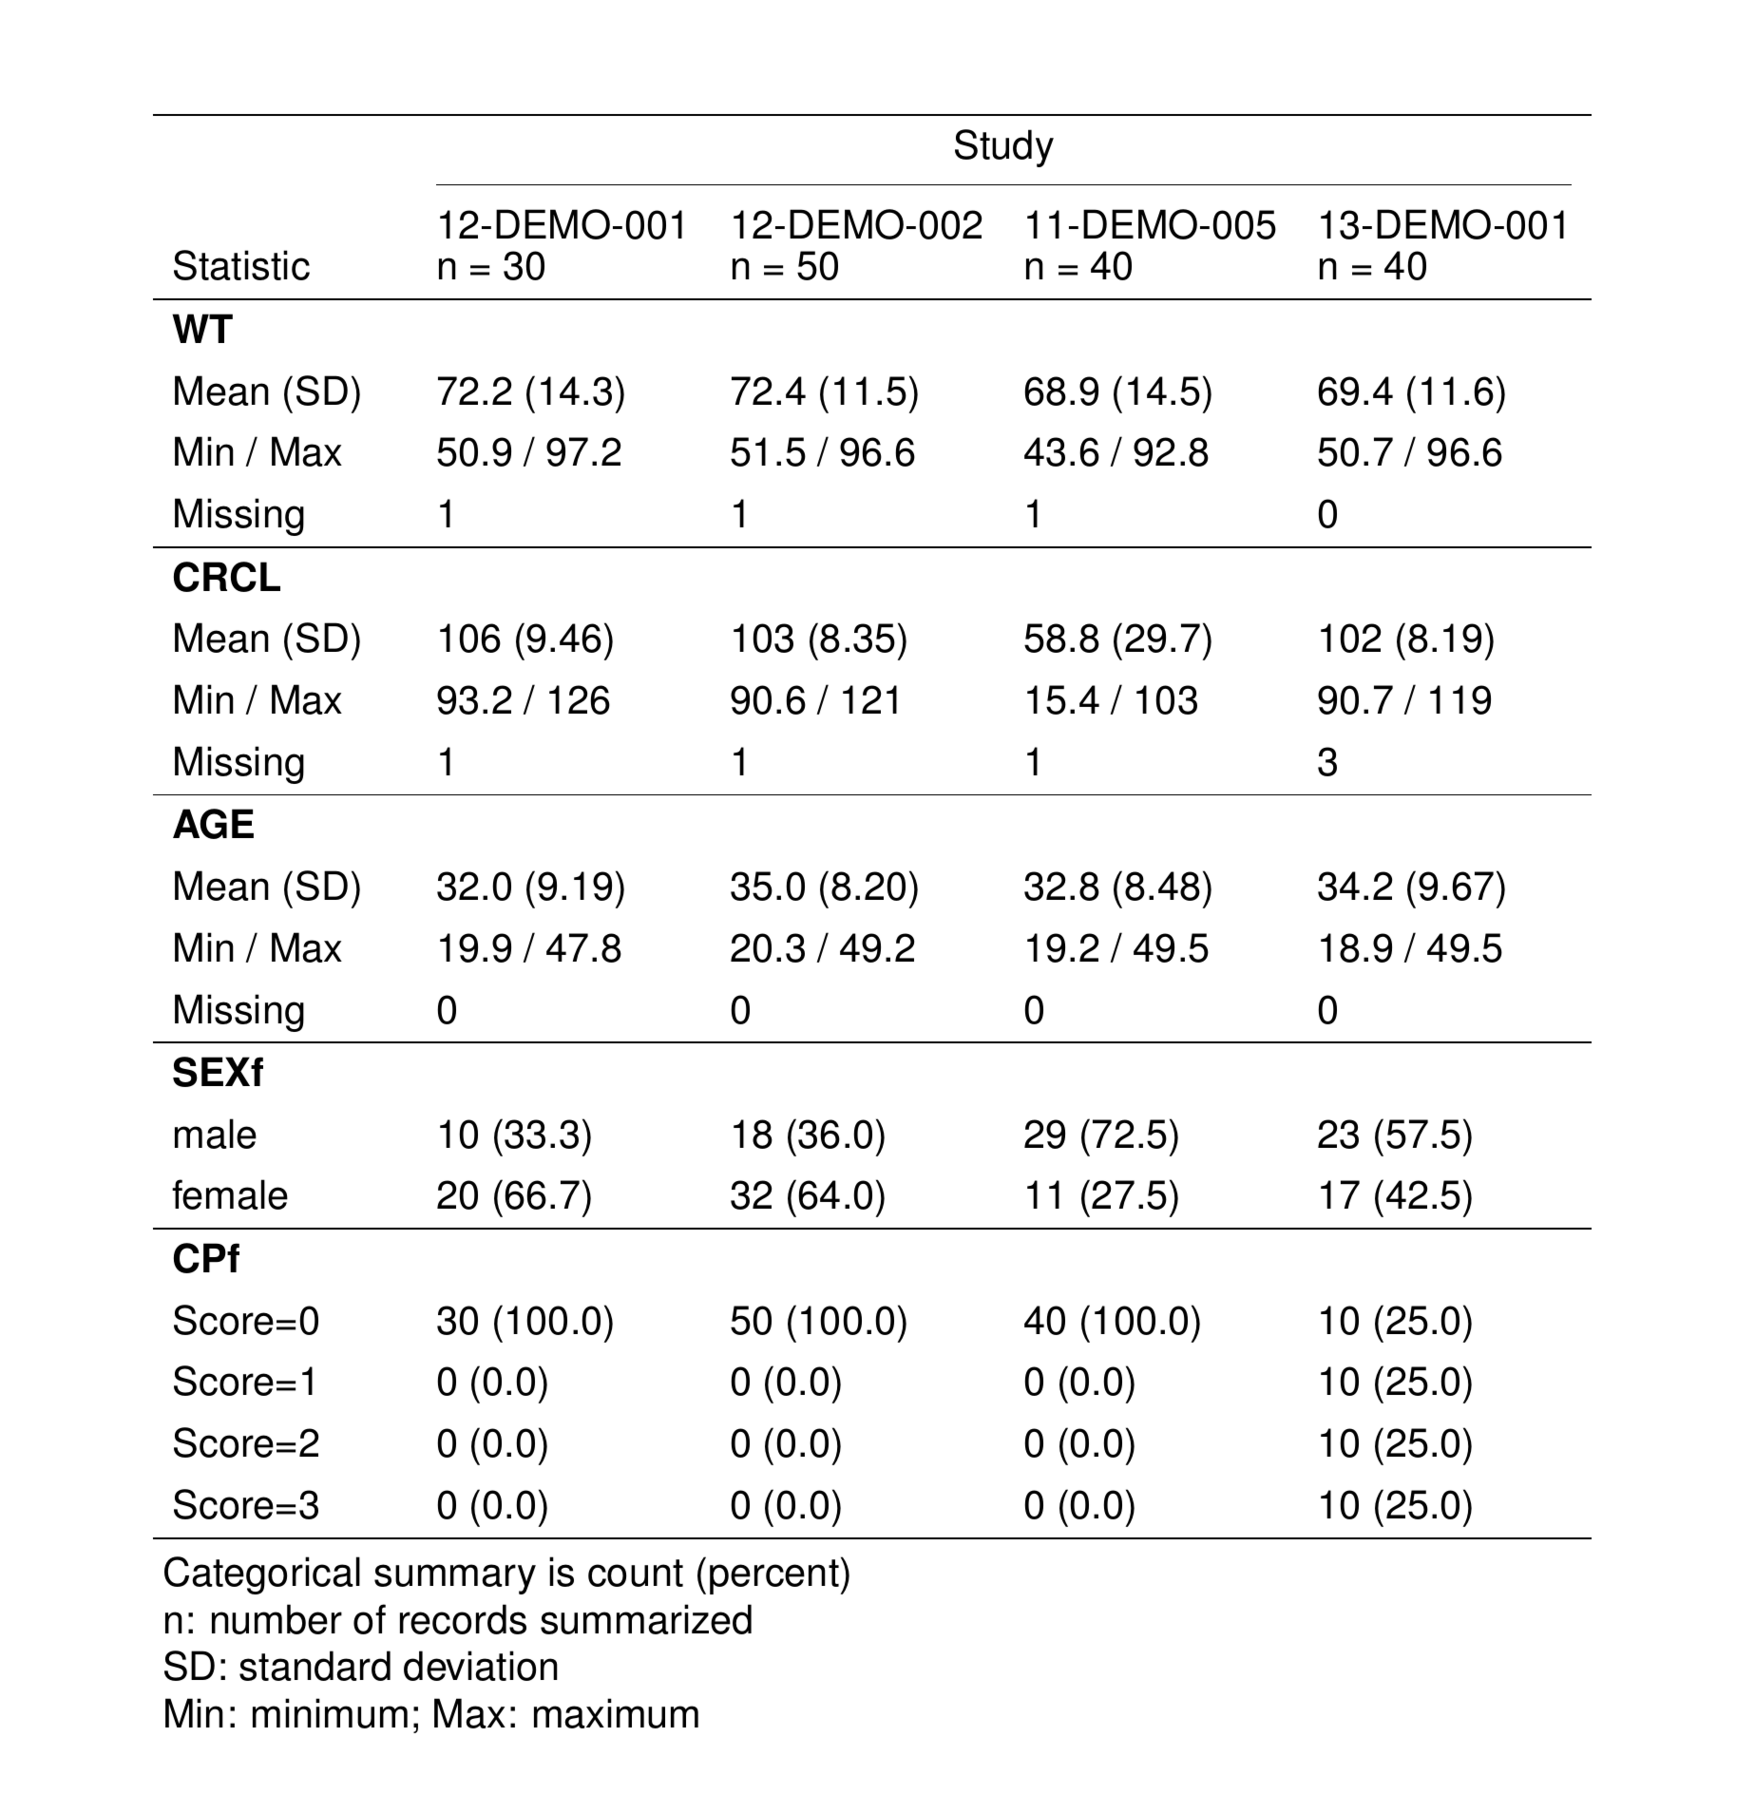 Study
12-DEMO-001 12-DEMO-002 11-DEMO-005 13-DEMO-001
Statistic n = 30 n = 50 n = 40 n = 40
WT
Mean (SD) 72.2 (14.3) 72.4 (11.5) 68.9 (14.5) 69.4 (11.6)
Min / Max 50.9 / 97.2 51.5 / 96.6 43.6 / 92.8 50.7 / 96.6
Missing 1 1 1 0
CRCL
Mean (SD) 106 (9.46) 103 (8.35) 58.8 (29.7) 102 (8.19)
Min / Max 93.2 / 126 90.6 / 121 15.4 / 103 90.7 / 119
Missing 1 1 1 3
AGE
Mean (SD) 32.0 (9.19) 35.0 (8.20) 32.8 (8.48) 34.2 (9.67)
Min / Max 19.9 / 47.8 20.3 / 49.2 19.2 / 49.5 18.9 / 49.5
Missing 0 0 0 0
SEXf
male 10 (33.3) 18 (36.0) 29 (72.5) 23 (57.5)
female 20 (66.7) 32 (64.0) 11 (27.5) 17 (42.5)
CPf
Score=0 30 (100.0) 50 (100.0) 40 (100.0) 10 (25.0)
Score=1 0 (0.0) 0 (0.0) 0 (0.0) 10 (25.0)
Score=2 0 (0.0) 0 (0.0) 0 (0.0) 10 (25.0)
Score=3 0 (0.0) 0 (0.0) 0 (0.0) 10 (25.0)
Categorical summary is count (percent)
n: number of records summarized
SD: standard deviation
Min: minimum; Max: maximum